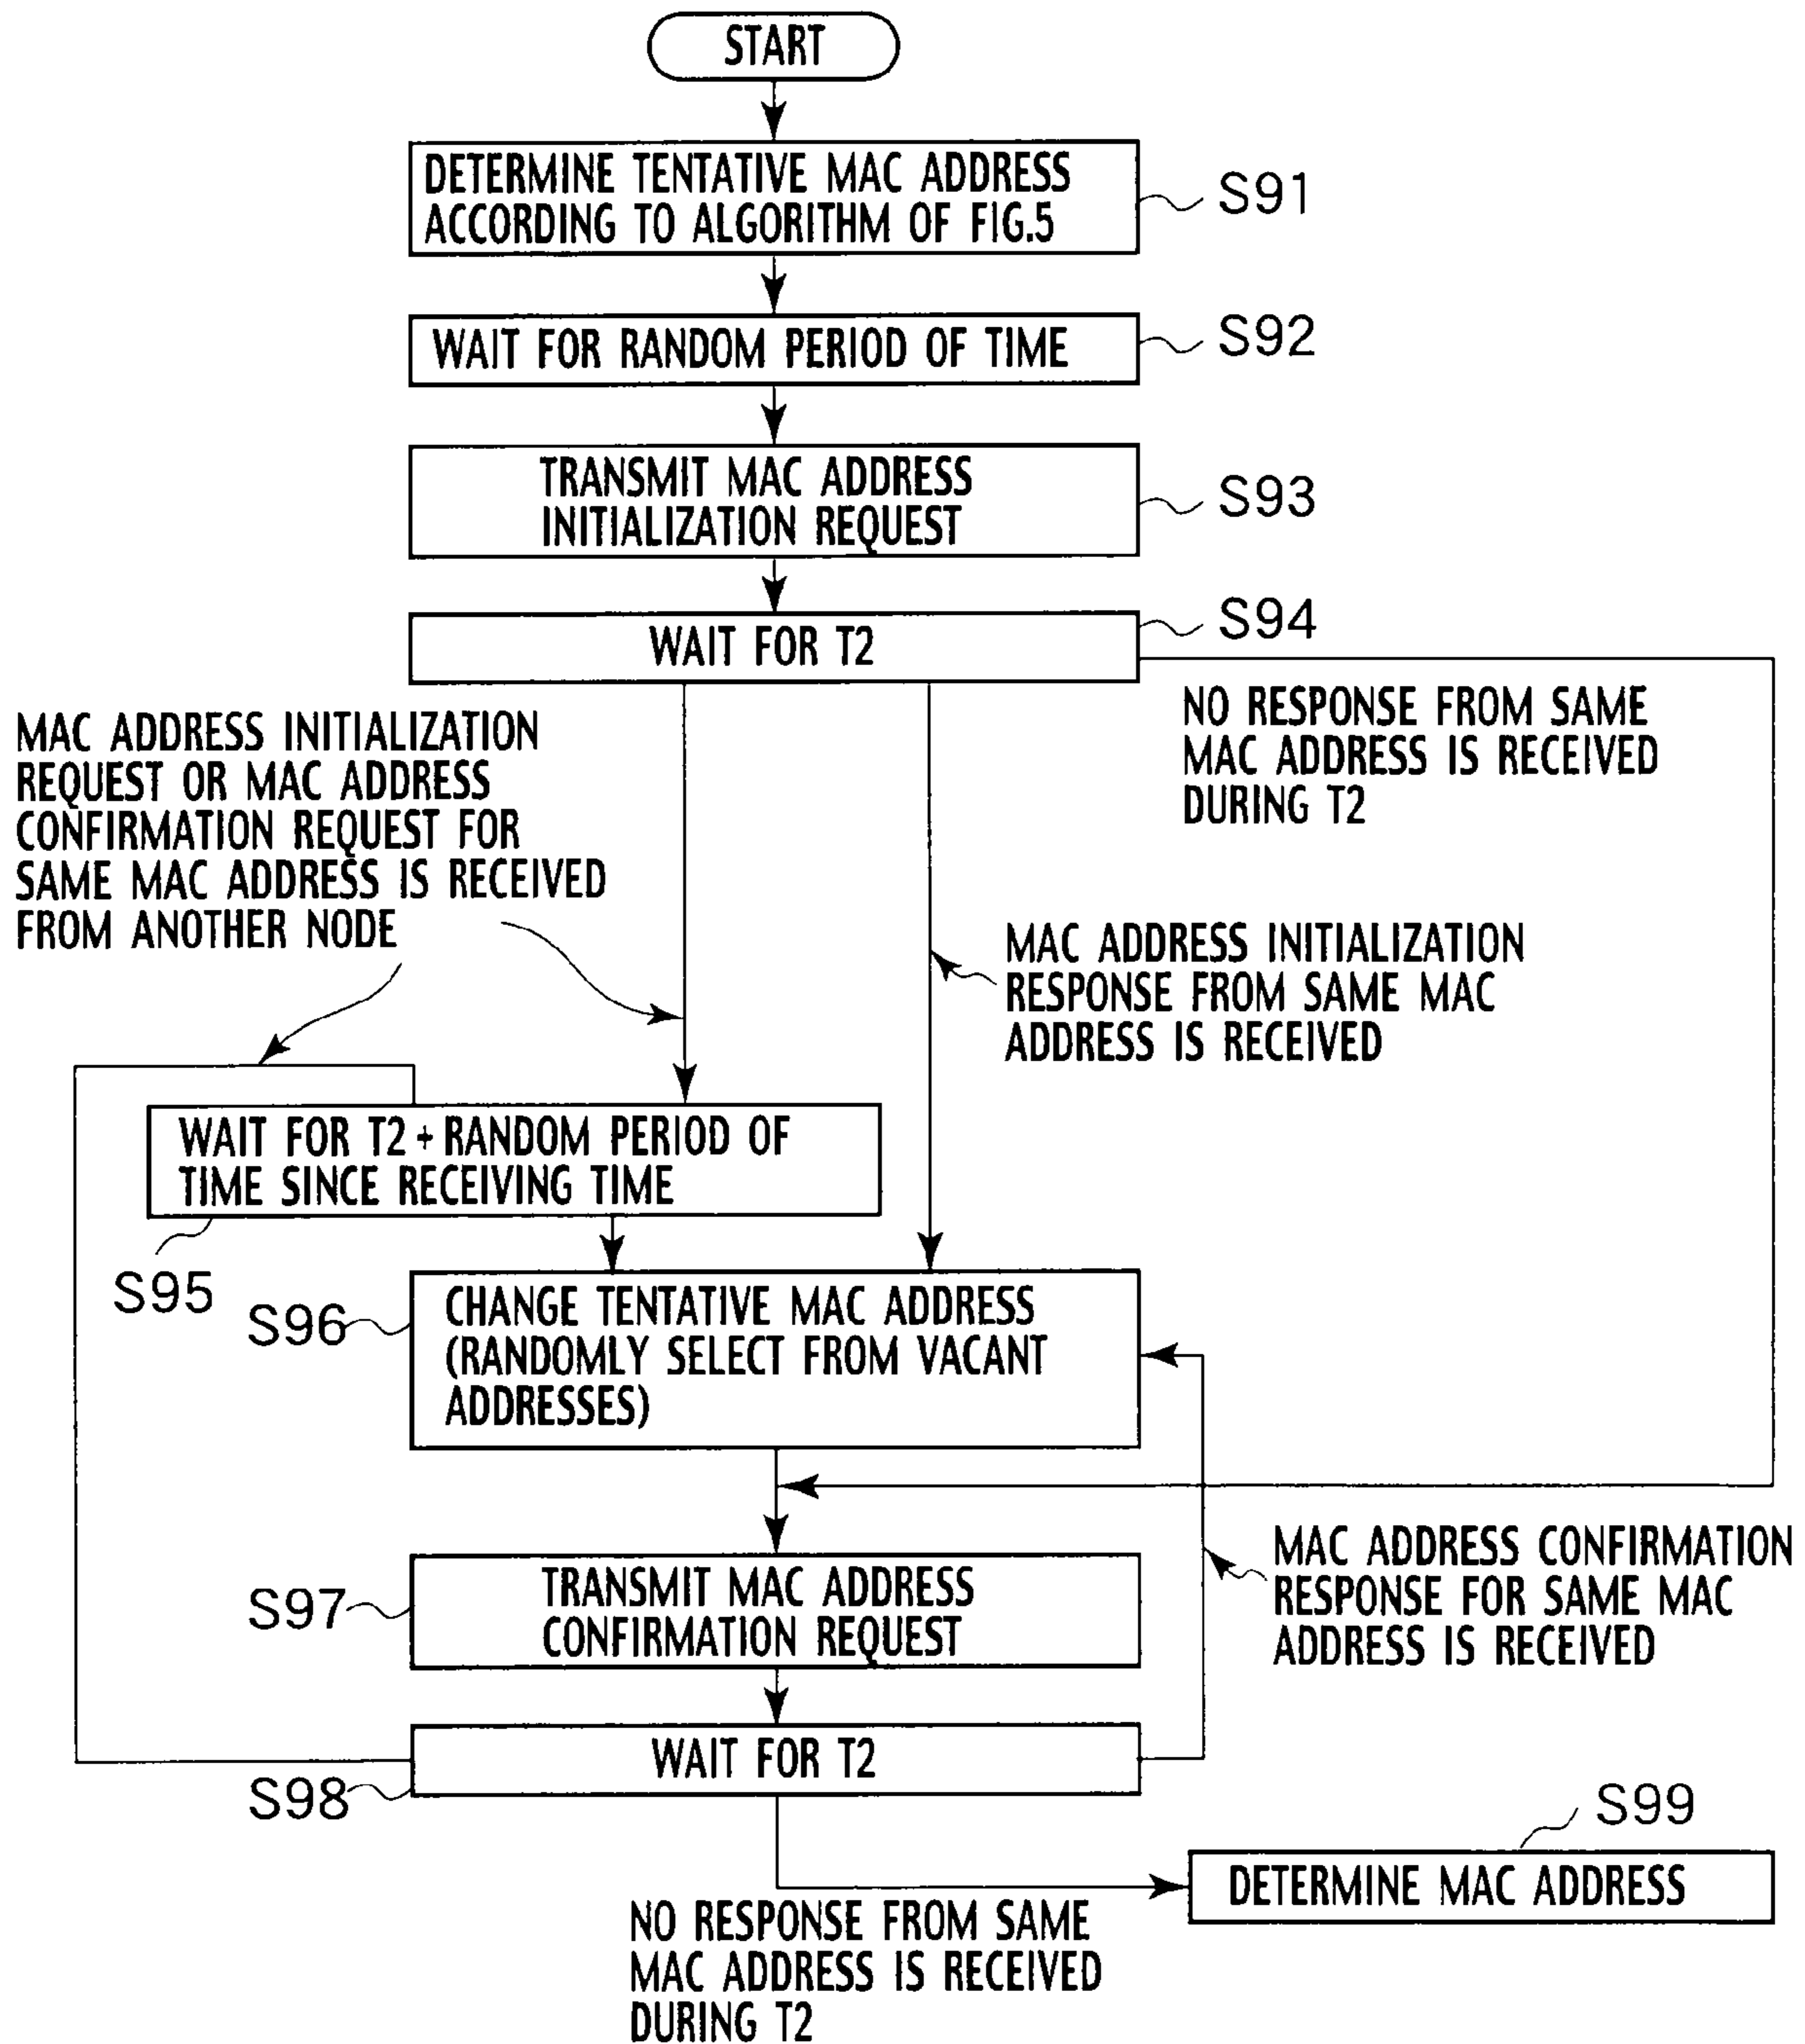 START
DETERMINE TENTATIVE MAC ADDRESS
ACCORDING TO ALGORITHM OF FIG.5
S91
WAIT FOR RANDOM PERIOD OF TIME
S92
TRANSMIT MAC ADDRESS
INITIALIZATION REQUEST
S93
WAIT FOR T2
S94
NO RESPONSE FROM SAME
MAC ADDRESS IS RECEIVED
DURING T2
MAC ADDRESS INITIALIZATION
REQUEST OR MAC ADDRESS
CONFIRMATION REQUEST FOR
SAME MAC ADDRESS IS RECEIVED
FROM ANOTHER NODE
MAC ADDRESS INITIALIZATION
RESPONSE FROM SAME MAC
ADDRESS IS RECEIVED
WAIT FOR T2+RANDOM PERIOD OF
TIME SINCE RECEIVING TIME
S95
S96
CHANGE TENTATIVE MAC ADDRESS
(RANDOMLY SELECT FROM VACANT
ADDRESSES)
MAC ADDRESS CONFIRMATION
RESPONSE FOR SAME MAC
ADDRESS IS RECEIVED
S97
TRANSMIT MAC ADDRESS
CONFIRMATION REQUEST
WAIT FOR T2
S98
S99
DETERMINE MAC ADDRESS
NO RESPONSE FROM SAME
MAC ADDRESS IS RECEIVED
DURING T2